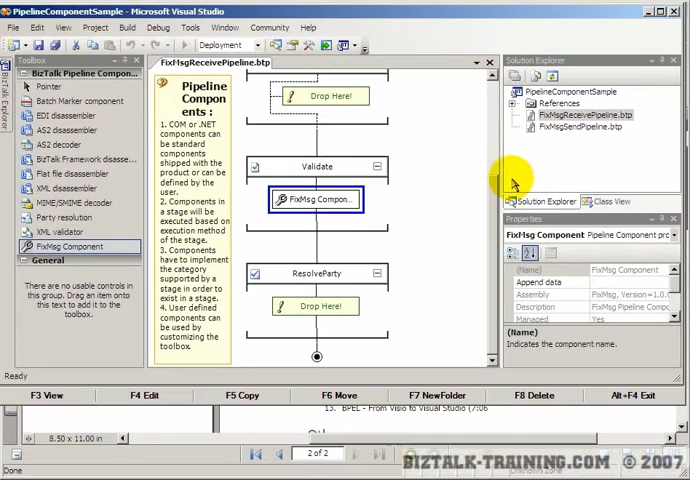 PipelineComponentSample - Microsoft Visual Studio
File Edit View Project Build Debug Tools Window Community Help
Deployment
BizTalk Explorer
Toolbox
BizTalk Pipeline Compon...
Pointer
Batch Marker component
EDI disassembler
AS2 disassembler
AS2 decoder
BizTalk Framework disasse...
Flat file disassembler
XML disassembler
MIME/SMIME decoder
Party resolution
XML validator
FixMsg Component
General
There are no usable controls in
this group. Drag an item onto
this text to add it to the
toolbox.
FixMsgReceivePipeline.btp
Pipeline
Compon
ents :
1. COM or .NET
components can
be standard
components
shipped with the
product or can be
defined by the
user.
2. Components in
a stage will be
executed based on
execution method
of the stage.
3. Components
have to implement
the category
supported by a
stage in order to
exist in a stage.
4. User defined
components can
be used by
customizing the
toolbox.
Drop Here!
Validate
FixMsg Compon...
ResolveParty
Drop Here!
Solution Explorer
PipelineComponentSample
References
FixMsgReceivePipeline.btp
FixMsgSendPipeline.btp
Solution Explorer Class View
Properties
FixMsg Component Pipeline Component pro
(Name) FixMsg Component
Append data
Assembly FixMsg, Version=1.0.0
Description FixMsg Pipeline Compo
Managed Yes
(Name)
Indicates the component name.
Ready
F3 View F4 Edit F5 Copy F6 Move F7 NewFolder F8 Delete Alt+F4 Exit
13. BPEL - From Visio to Visual Studio (7:06
8.50 x 11.00 in
2 of 2
Done
Unknown Zone
BIZTALK-TRAINING.COM © 2007